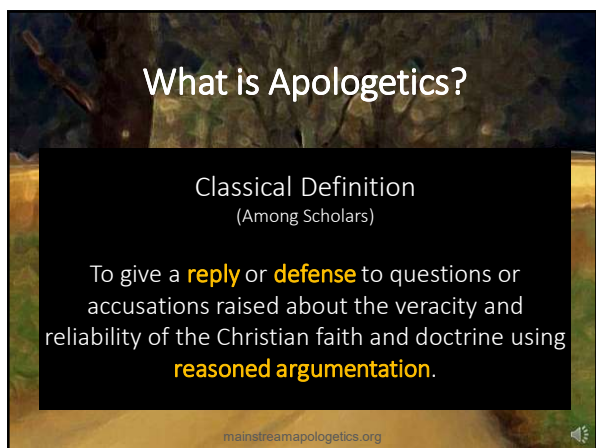 What is Apologetics?
Classical Definition
(Among Scholars)
To give a reply or defense to questions or
accusations raised about the veracity and
reliability of the Christian faith and doctrine using
reasoned argumentation.
mainstreamapologetics.org